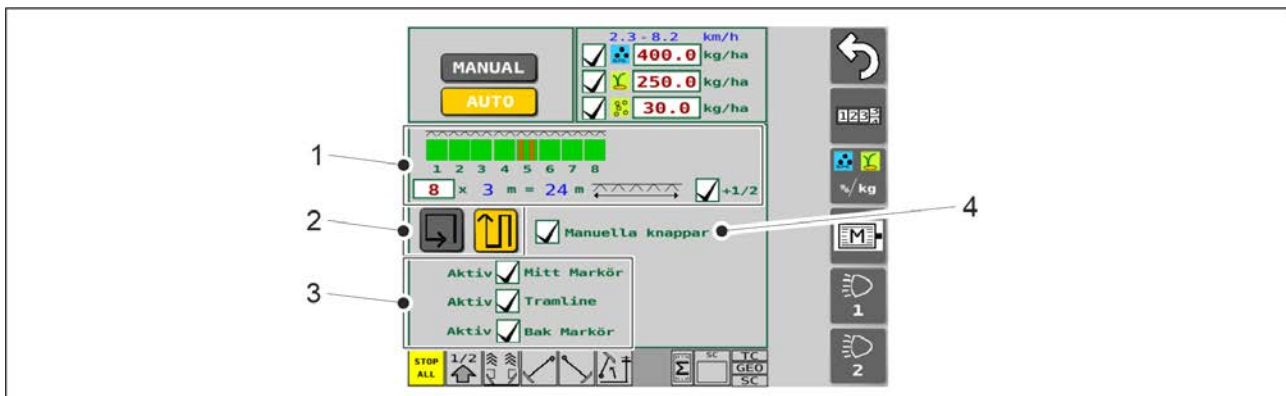 2.3 - 8.2 km/h
MANUAL
400.0 kg/ha
AUTO
250.0 kg/ha
30.0 kg/ha
1
1 2 3 4 5 6 7 8
8 x 3 m = 24 m +1/2
2
Manuella knappar
4
3
Aktiv Mitt Markör
Aktiv Tramline
Aktiv Bak Markör
STOP
ALL
1/2
Σ
SC
TC
GEO
SC
%/kg
M
1
2